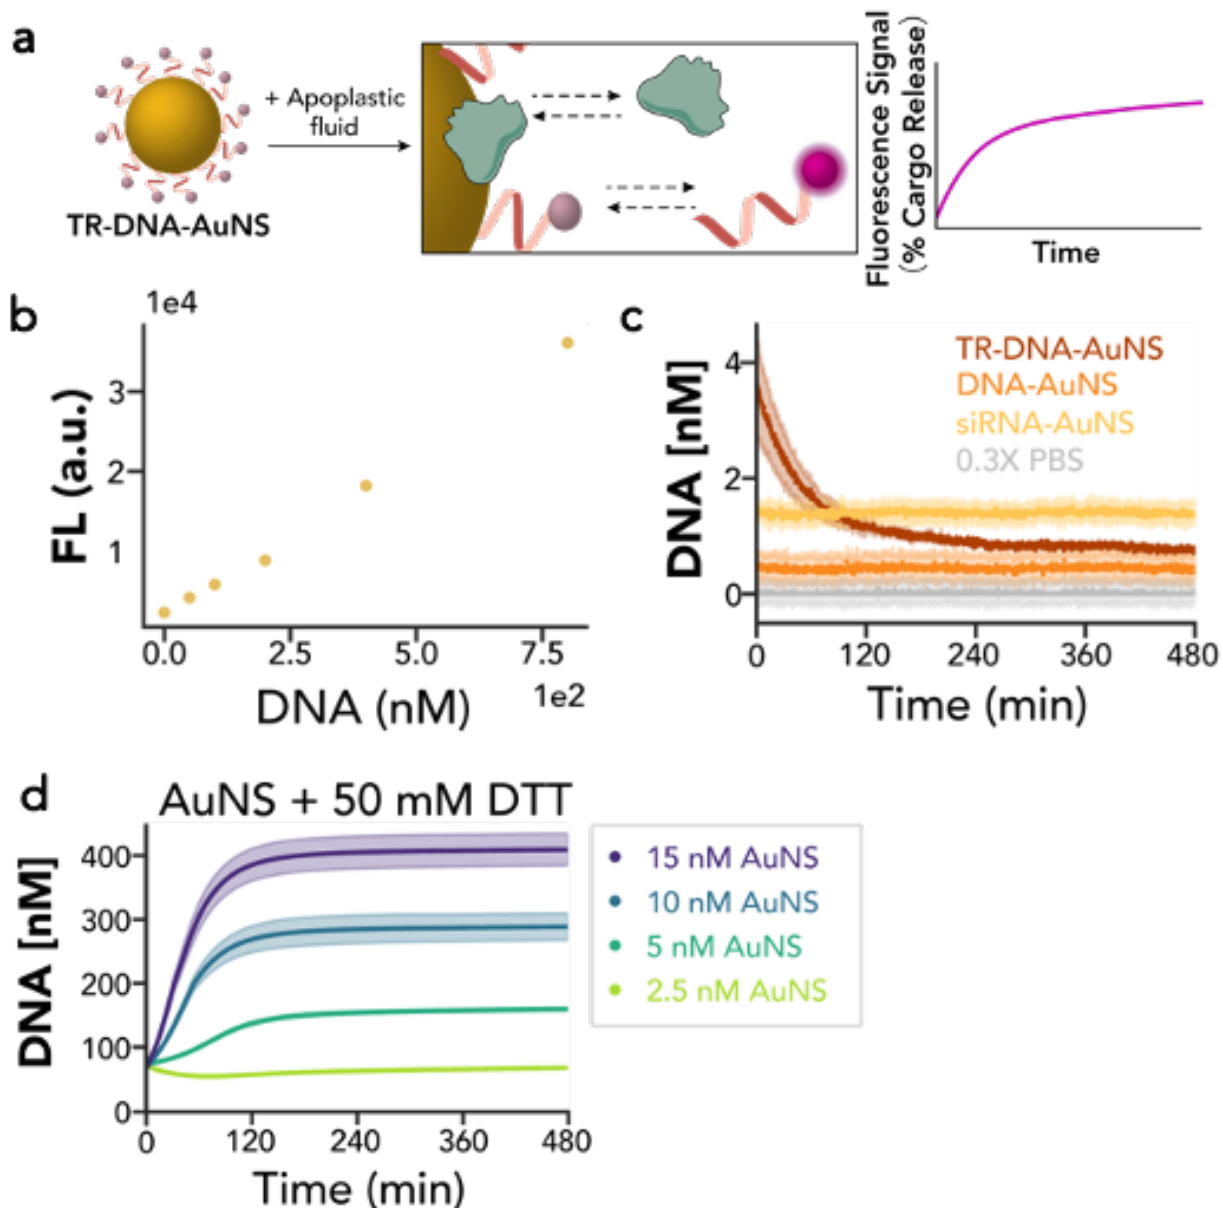 a
TR-DNA-AuNS
+ Apoplastic
fluid
Fluorescence Signal
(% Cargo Release)
Time
b
1e4
FL (a.u.)
3
2
1
0.0 2.5 5.0 7.5
1e2
DNA (nM)
c
TR-DNA-AuNS
DNA-AuNS
siRNA-AuNS
0.3X PBS
DNA [nM]
4
2
0
0 120 240 360 480
Time (min)
d
AuNS + 50 mM DTT
DNA [nM]
400
300
200
100
0
0 120 240 360 480
Time (min)
15 nM AuNS
10 nM AuNS
5 nM AuNS
2.5 nM AuNS